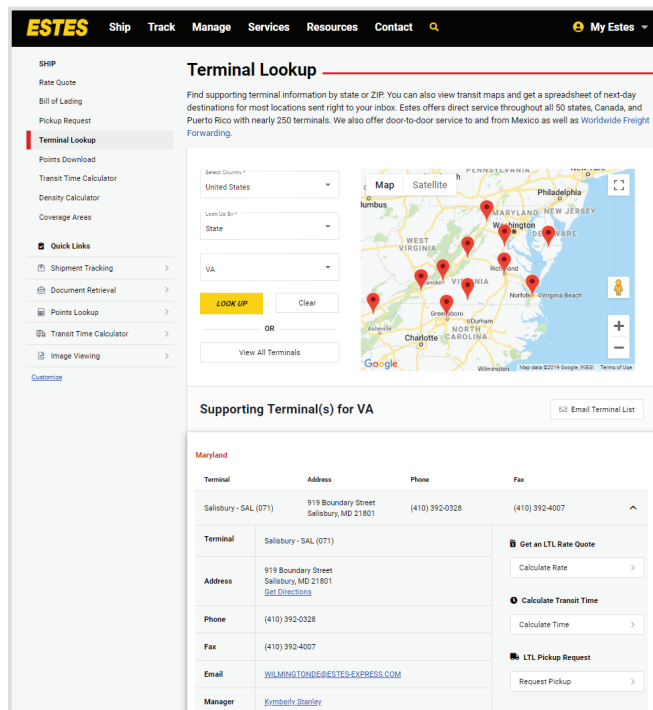 ESTES Ship Track Manage Services Resources Contact My Estes
SHIP
Rate Quote
Bill of Lading
Pickup Request
Terminal Lookup
Points Download
Transit Time Calculator
Density Calculator
Coverage Areas
Quick Links
Shipment Tracking
Document Retrieval
Points Lookup
Transit Time Calculator
Image Viewing
Customize
Terminal Lookup
Find supporting terminal information by state or ZIP. You can also view transit maps and get a spreadsheet of next-day
destinations for most locations sent right to your inbox. Estes offers direct service throughout all 50 states, Canada, and
Puerto Rico with nearly 250 terminals. We also offer door-to-door service to and from Mexico as well as Worldwide Freight
Forwarding.
Select Country *
United States
Look Up By *
State
VA
LOOK UP Clear
OR
View All Terminals
Map Satellite
PENNSYLVANIA
Philadelphia
lumbus
MARYLAND NEW JERSEY
Washington
WEST
VIRGINIA
Norfolk Virginia Beach
Greensboro
Durham
Asheville
NORTH
CAROLINA
Charlotte
Wilmington
Google
Map data ©2019 Google, INEGI Terms of Use
Supporting Terminal(s) for VA
Email Terminal List
Maryland
Terminal Address Phone Fax
Salisbury - SAL (071) 919 Boundary Street (410) 392-0328 (410) 392-4007
Salisbury, MD 21801
Terminal Salisbury - SAL (071)
Address 919 Boundary Street
Salisbury, MD 21801
Get Directions
Phone (410) 392-0328
Fax (410) 392-4007
Email WILMINGTONDE@ESTES-EXPRESS.COM
Manager Kymberly Stanley
Get an LTL Rate Quote
Calculate Rate
Calculate Transit Time
Calculate Time
LTL Pickup Request
Request Pickup